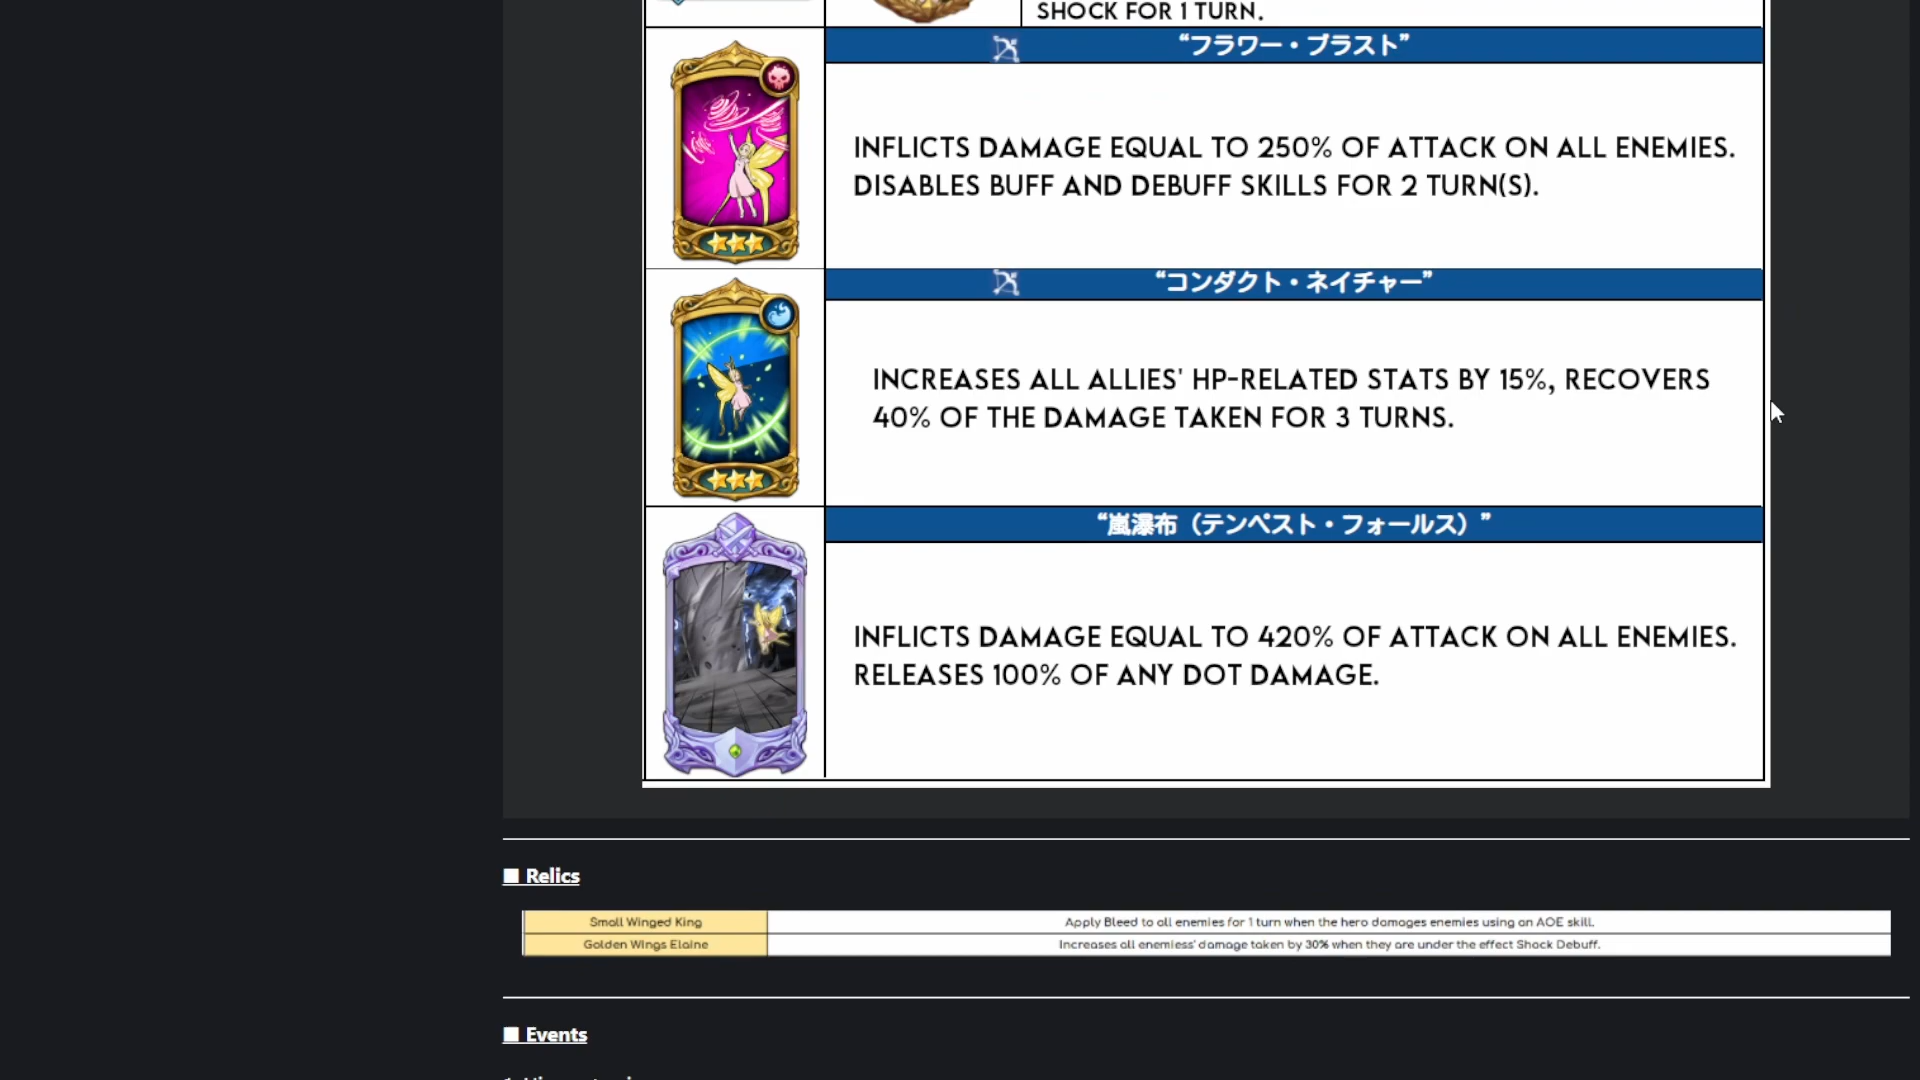 SHOCK FOR 1 TURN.
“フラワー・ブラスト”
INFLICTS DAMAGE EQUAL TO 250% OF ATTACK ON ALL ENEMIES.
DISABLES BUFF AND DEBUFF SKILLS FOR 2 TURN(S).
“コンダクト・ネイチャー”
INCREASES ALL ALLIES' HP-RELATED STATS BY 15%, RECOVERS
40% OF THE DAMAGE TAKEN FOR 3 TURNS.
“嵐瀑布（テンペスト・フォールス）”
INFLICTS DAMAGE EQUAL TO 420% OF ATTACK ON ALL ENEMIES.
RELEASES 100% OF ANY DOT DAMAGE.
■ Relics
Small Winged King Apply Bleed to all enemies for 1 turn when the hero damages enemies using an AOE skill.
Golden Wings Elaine Increases all enemiess' damage taken by 30% when they are under the effect Shock Debuff.
■ Events